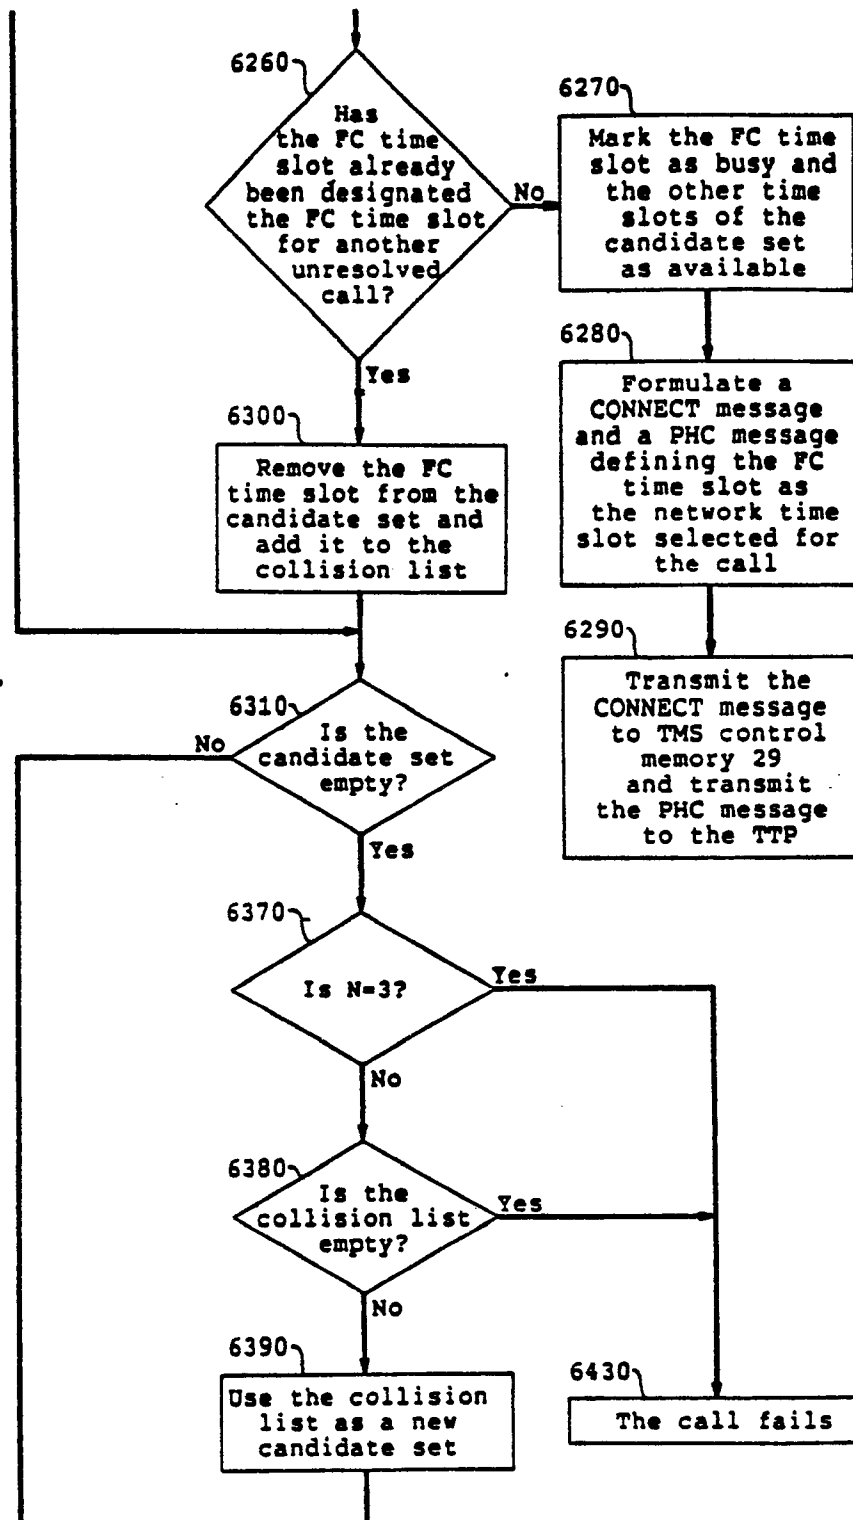 6260
Has
the FC time
slot already
been designated
the FC time slot
for another
unresolved
call?
No
Yes
6270
Mark the FC time
slot as busy and
the other time
slots of the
candidate set
as available
6280
Formulate a
CONNECT message
and a PHC message
defining the FC
time slot as
the network time
slot selected for
the call
6290
Transmit the
CONNECT message
to TMS control
memory 29
and transmit
the PHC message
to the TTP
6300
Remove the FC
time slot from the
candidate set and
add it to the
collision list
6310
Is the
candidate set
empty?
No
Yes
6370
Is N=3?
Yes
No
6380
Is the
collision list
empty?
Yes
No
6390
Use the collision
list as a new
candidate set
6430
The call fails